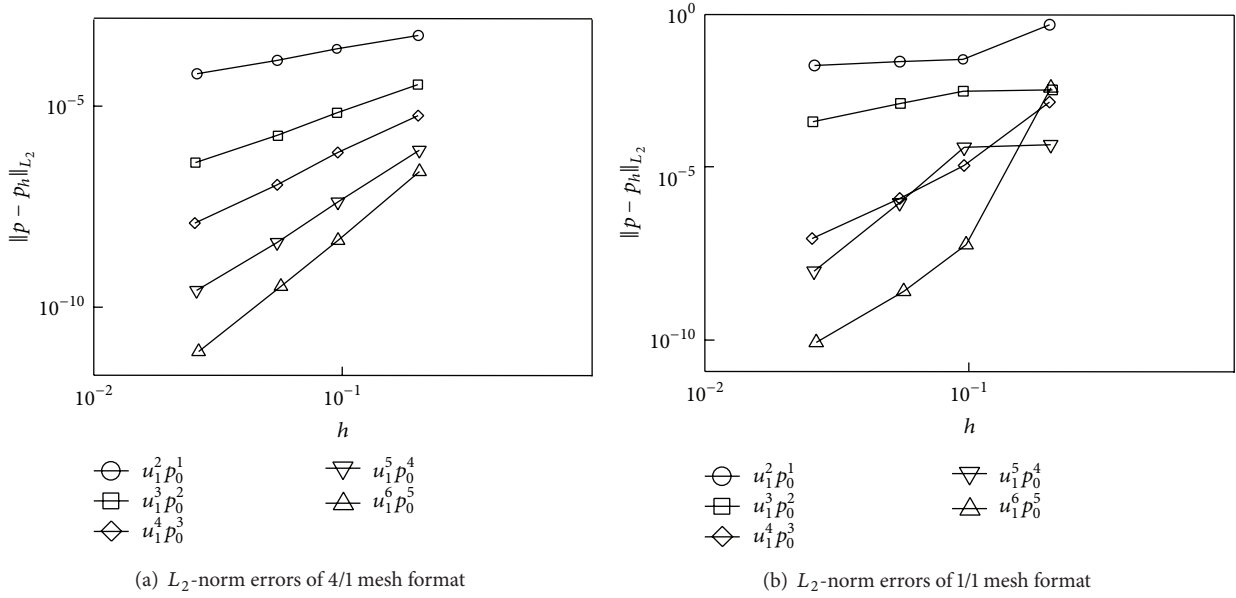 10^{-5}
10^{-10}
‖p − p_h‖_{L_2}
10^{-2}
10^{-1}
h
u_1^2 p_0^1
u_1^3 p_0^2
u_1^4 p_0^3
u_1^5 p_0^4
u_1^6 p_0^5
(a) L_2-norm errors of 4/1 mesh format
10^0
10^{-5}
10^{-10}
‖p − p_h‖_{L_2}
10^{-2}
10^{-1}
h
u_1^2 p_0^1
u_1^3 p_0^2
u_1^4 p_0^3
u_1^5 p_0^4
u_1^6 p_0^5
(b) L_2-norm errors of 1/1 mesh format